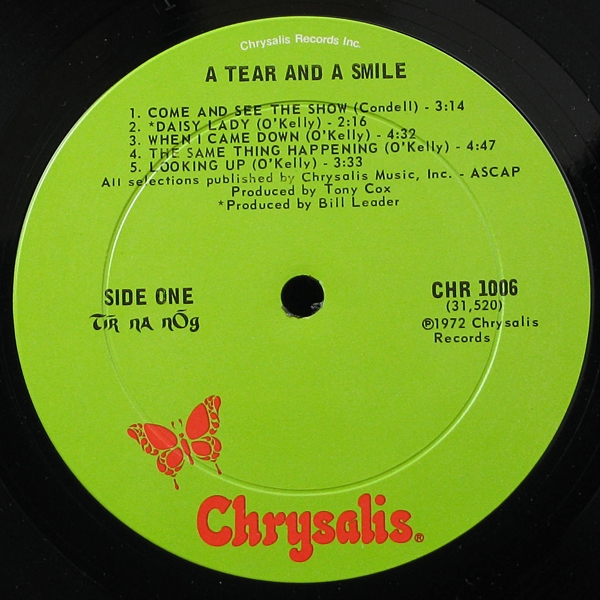 Chrysalis Records Inc.
A TEAR AND A SMILE
1. COME AND SEE THE SHOW (Condell) - 3:14
2. *DAISY LADY (O'Kelly) - 2:16
3. WHEN I CAME DOWN (O'Kelly) - 4:32
4. THE SAME THING HAPPENING (O'Kelly) - 4:47
5. LOOKING UP (O'Kelly) - 3:33
All selections published by Chrysalis Music, Inc. - ASCAP
Produced by Tony Cox
*Produced by Bill Leader
SIDE ONE
TÍR NA NÓG
CHR 1006
(31,520)
℗1972 Chrysalis
Records
Chrysalis®